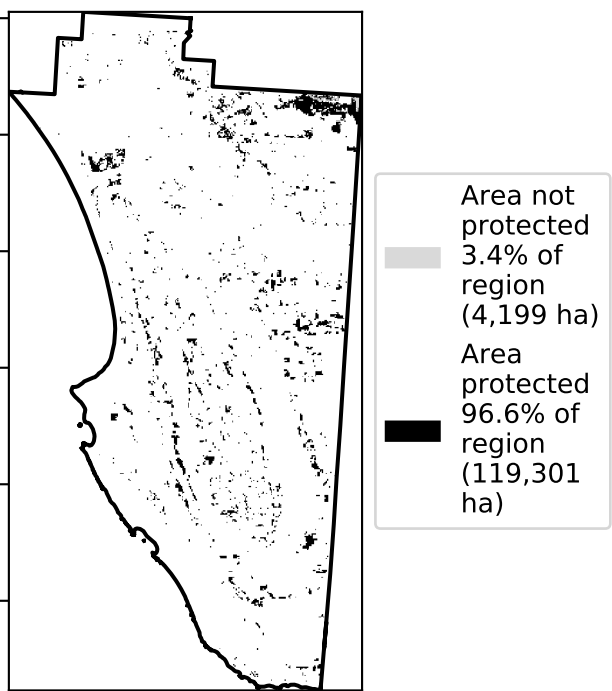 Area not
protected
3.4% of
region
(4,199 ha)
Area
protected
96.6% of
region
(119,301
ha)